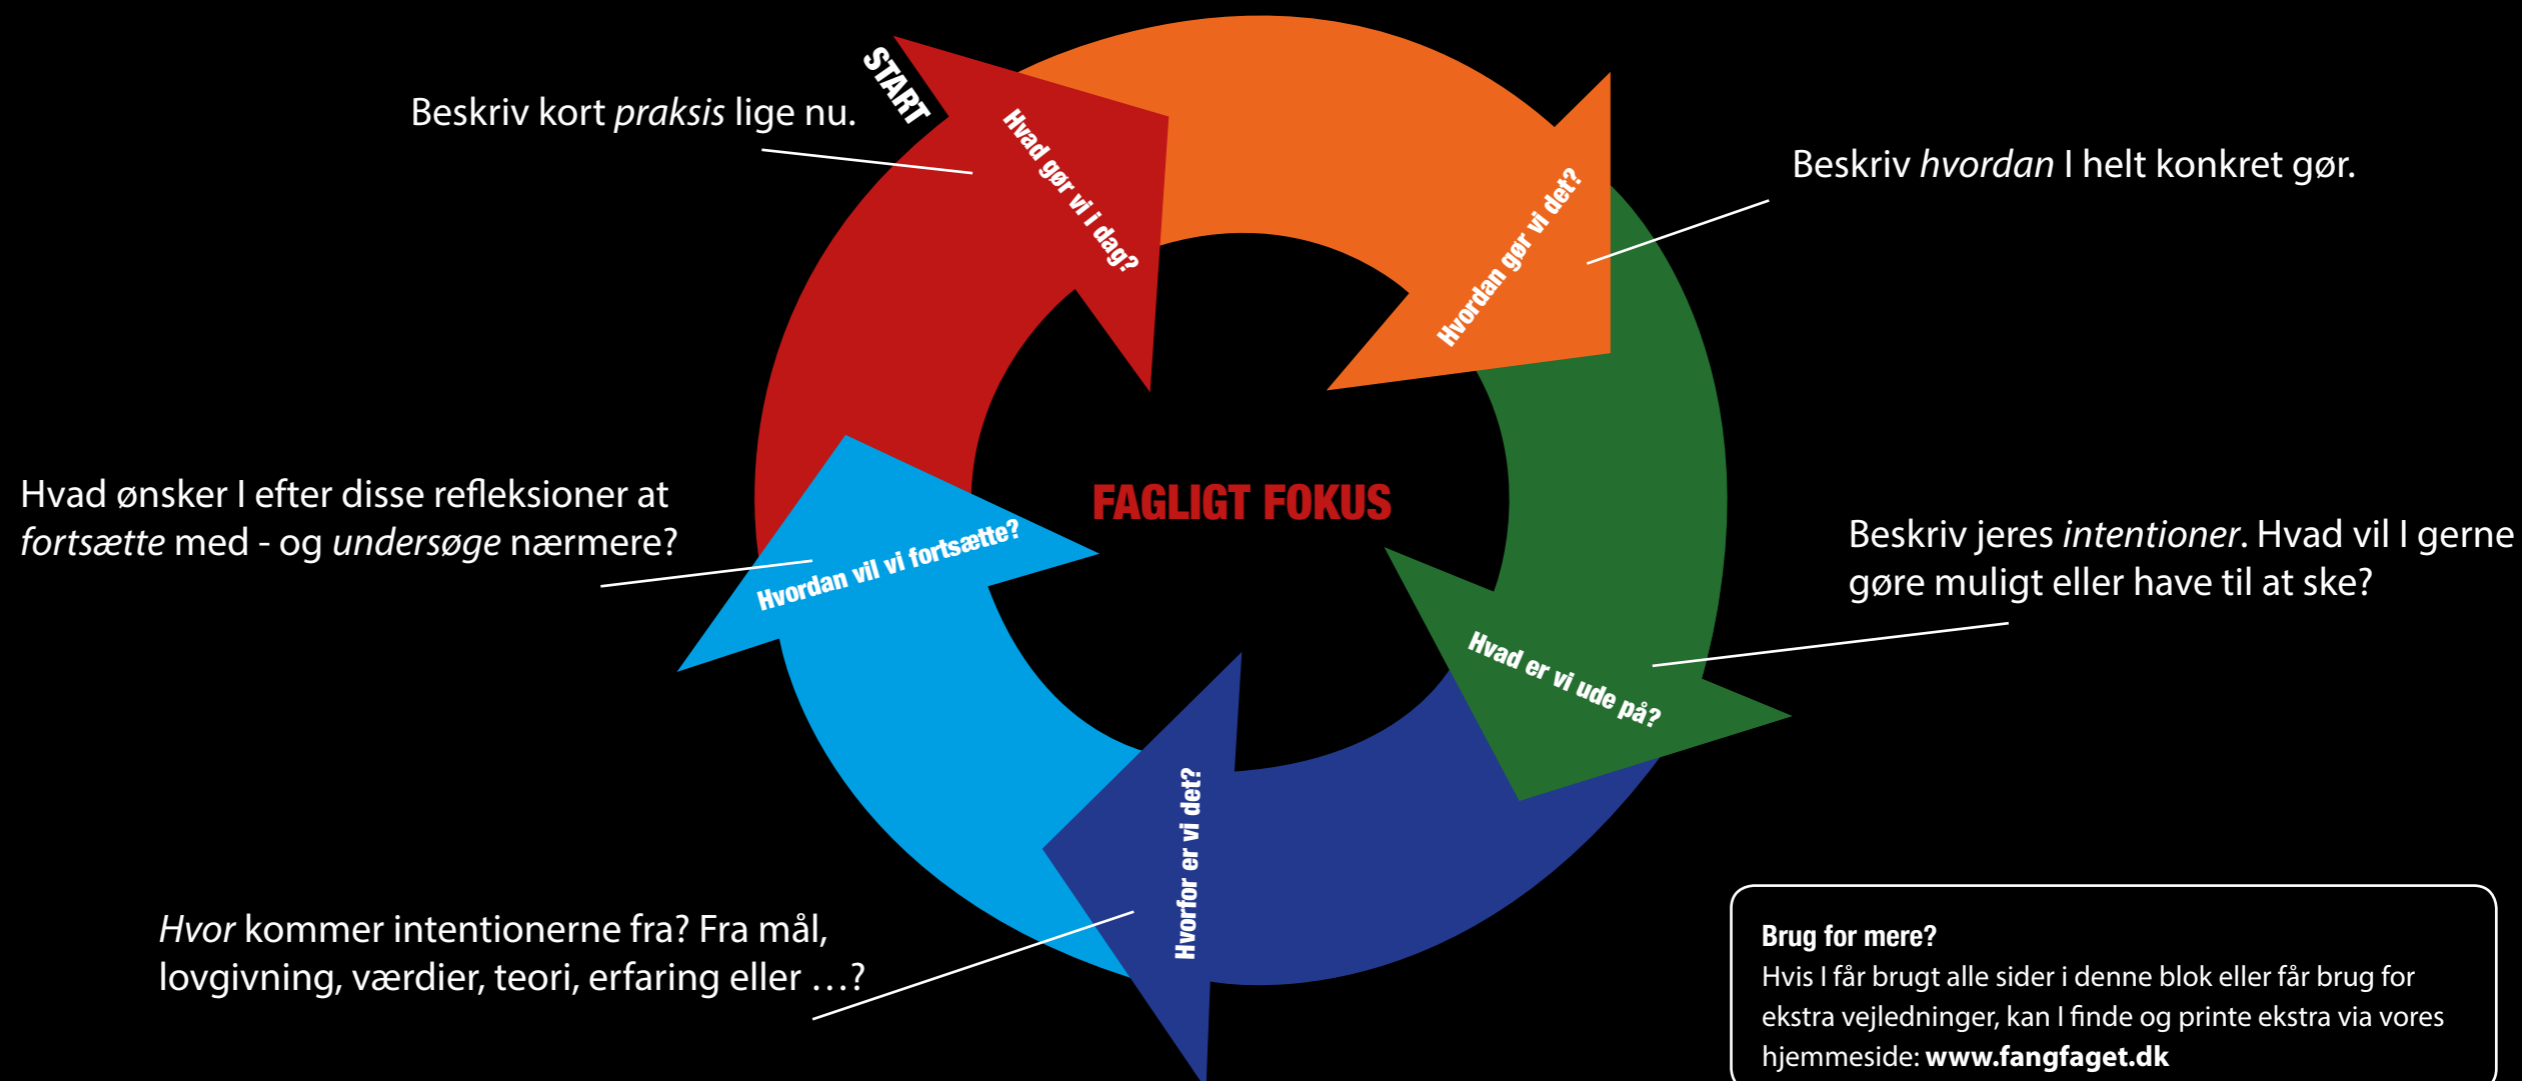 START
Beskriv kort praksis lige nu.
Hvad gør vi i dag?
Hvordan gør vi det?
Beskriv hvordan I helt konkret gør.
FAGLIGT FOKUS
Hvad er vi ude på?
Beskriv jeres intentioner. Hvad vil I gerne
gøre muligt eller have til at ske?
Hvorfor er vi det?
Hvor kommer intentionerne fra? Fra mål,
lovgivning, værdier, teori, erfaring eller …?
Hvordan vil vi fortsætte?
Hvad ønsker I efter disse refleksioner at
fortsætte med - og undersøge nærmere?
Brug for mere?
Hvis I får brugt alle sider i denne blok eller får brug for
ekstra vejledninger, kan I finde og printe ekstra via vores
hjemmeside: www.fangfaget.dk